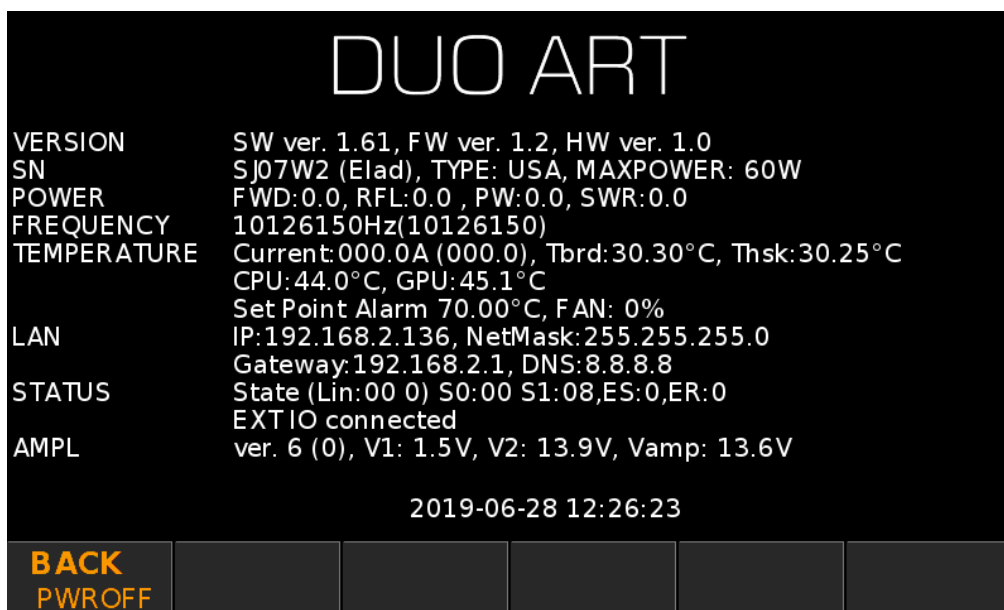 DUO ART
VERSION SW ver. 1.61, FW ver. 1.2, HW ver. 1.0
SN SJ07W2 (Elad), TYPE: USA, MAXPOWER: 60W
POWER FWD:0.0, RFL:0.0 , PW:0.0, SWR:0.0
FREQUENCY 10126150Hz(10126150)
TEMPERATURE Current:000.0A (000.0), Tbrd:30.30°C, Thsk:30.25°C
CPU:44.0°C, GPU:45.1°C
Set Point Alarm 70.00°C, FAN: 0%
LAN IP:192.168.2.136, NetMask:255.255.255.0
Gateway:192.168.2.1, DNS:8.8.8.8
STATUS State (Lin:00 0) S0:00 S1:08,ES:0,ER:0
EXT IO connected
AMPL ver. 6 (0), V1: 1.5V, V2: 13.9V, Vamp: 13.6V
2019-06-28 12:26:23
BACK
PWROFF